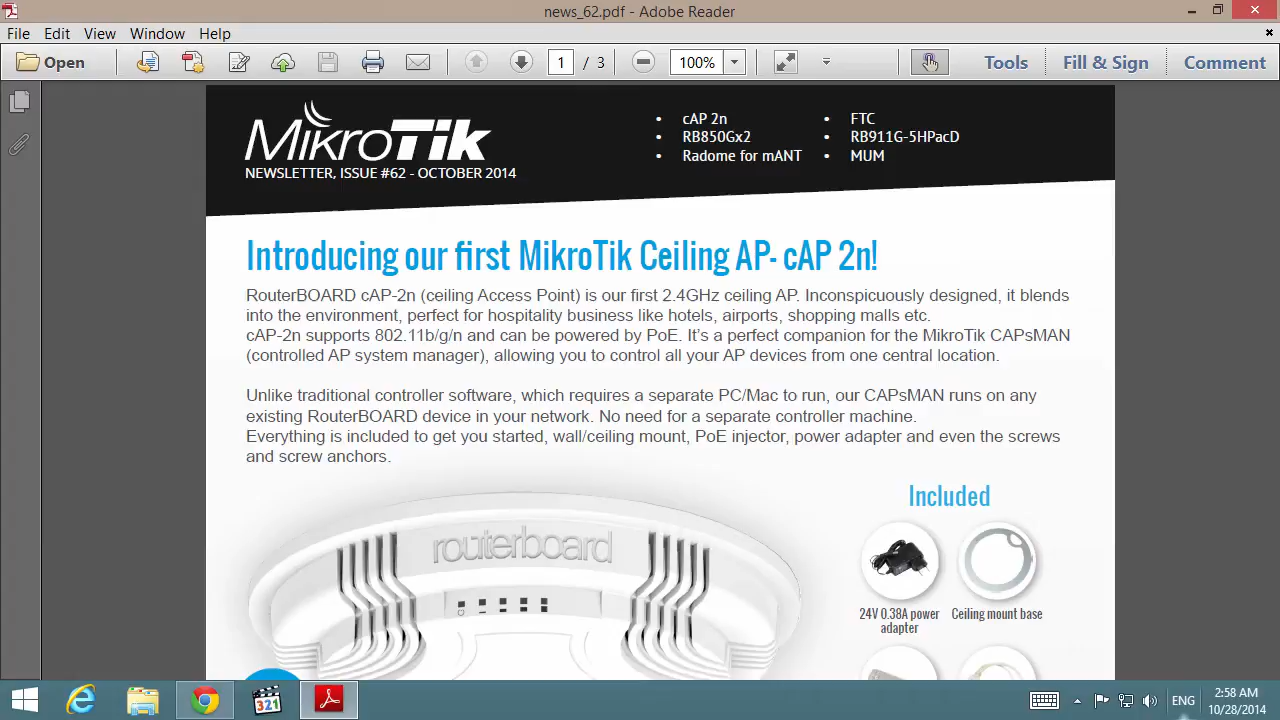 news_62.pdf - Adobe Reader
File Edit View Window Help
Open
1 / 3
100%
Tools
Fill & Sign
Comment
MikroTik
NEWSLETTER, ISSUE #62 - OCTOBER 2014
• cAP 2n
• RB850Gx2
• Radome for mANT
• FTC
• RB911G-5HPacD
• MUM
Introducing our first MikroTik Ceiling AP- cAP 2n!
RouterBOARD cAP-2n (ceiling Access Point) is our first 2.4GHz ceiling AP. Inconspicuously designed, it blends
into the environment, perfect for hospitality business like hotels, airports, shopping malls etc.
cAP-2n supports 802.11b/g/n and can be powered by PoE. It’s a perfect companion for the MikroTik CAPsMAN
(controlled AP system manager), allowing you to control all your AP devices from one central location.
Unlike traditional controller software, which requires a separate PC/Mac to run, our CAPsMAN runs on any
existing RouterBOARD device in your network. No need for a separate controller machine.
Everything is included to get you started, wall/ceiling mount, PoE injector, power adapter and even the screws
and screw anchors.
routerboard
Included
24V 0.38A power
adapter
Ceiling mount base
321
ENG
2:58 AM
10/28/2014